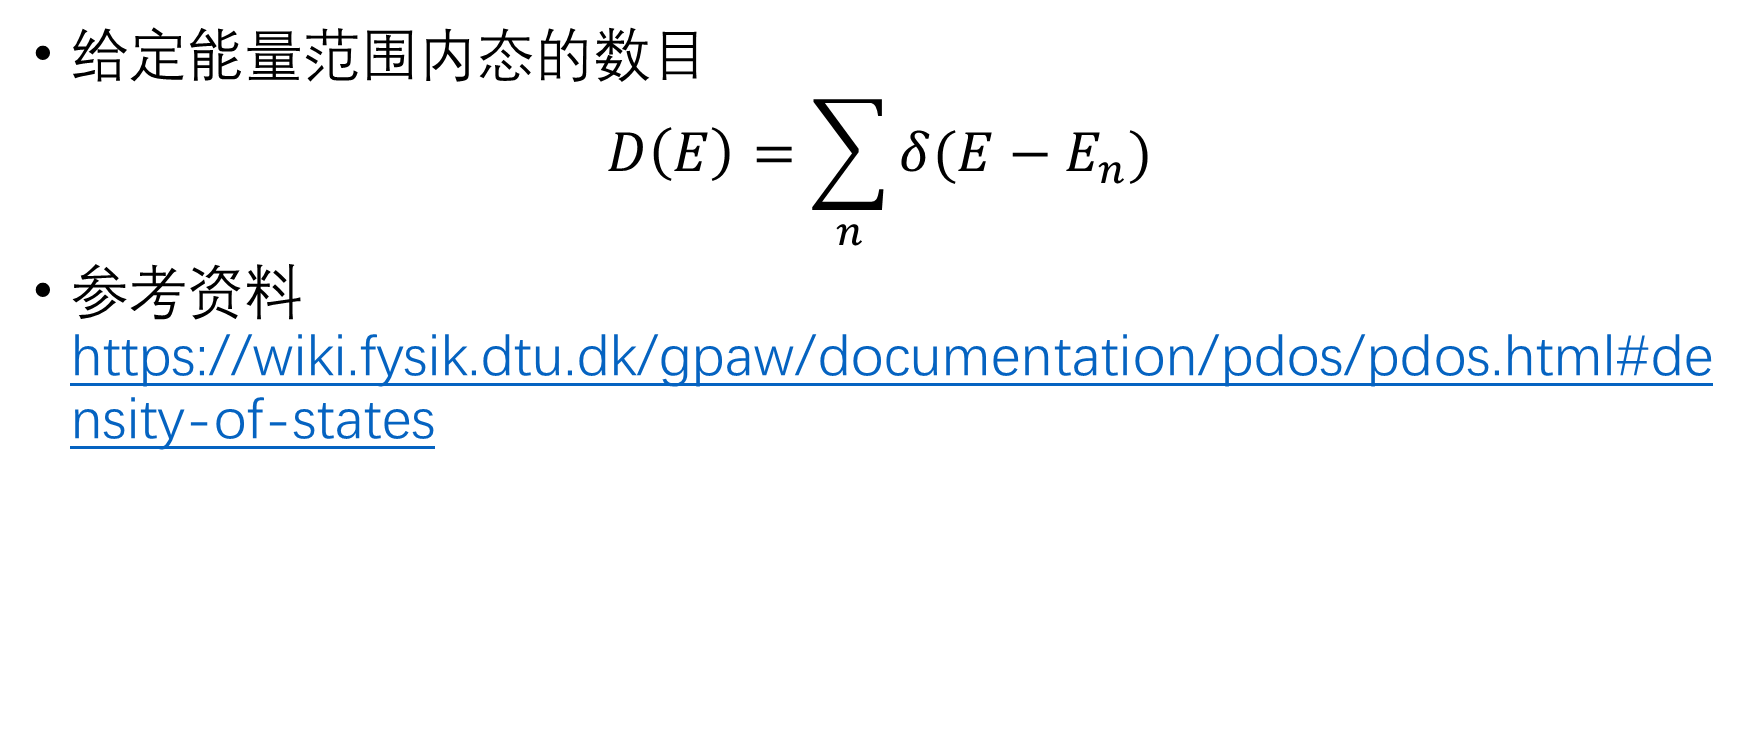 • 给定能量范围内态的数目
D(E) = ∑ₙ δ(E − Eₙ)
• 参考资料
https://wiki.fysik.dtu.dk/gpaw/documentation/pdos/pdos.html#de
nsity-of-states